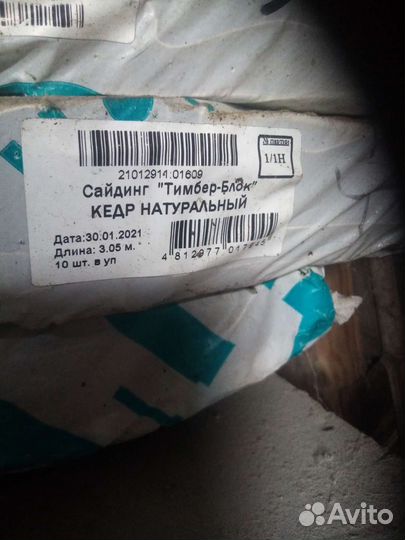 21012914.01609
№ партии
1/1Н
Сайдинг "Тимбер-Блок"
КЕДР НАТУРАЛЬНЫЙ
Дата:30.01.2021
Длина: 3.05 м.
10 шт. в уп
Avito